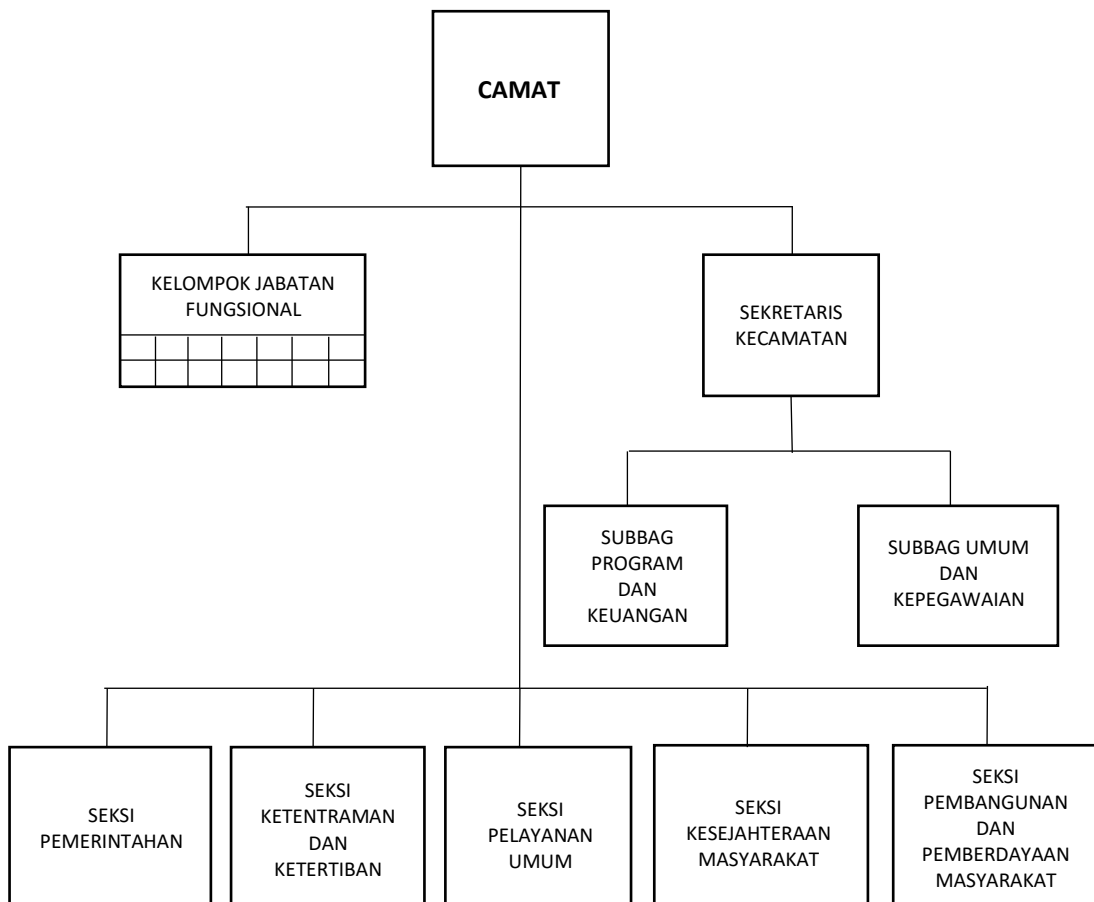 CAMAT
KELOMPOK JABATAN
FUNGSIONAL
SEKRETARIS
KECAMATAN
SUBBAG
PROGRAM
DAN
KEUANGAN
SUBBAG UMUM
DAN
KEPEGAWAIAN
SEKSI
PEMERINTAHAN
SEKSI
KETENTRAMAN
DAN
KETERTIBAN
SEKSI
PELAYANAN
UMUM
SEKSI
KESEJAHTERAAN
MASYARAKAT
SEKSI
PEMBANGUNAN
DAN
PEMBERDAYAAN
MASYARAKAT